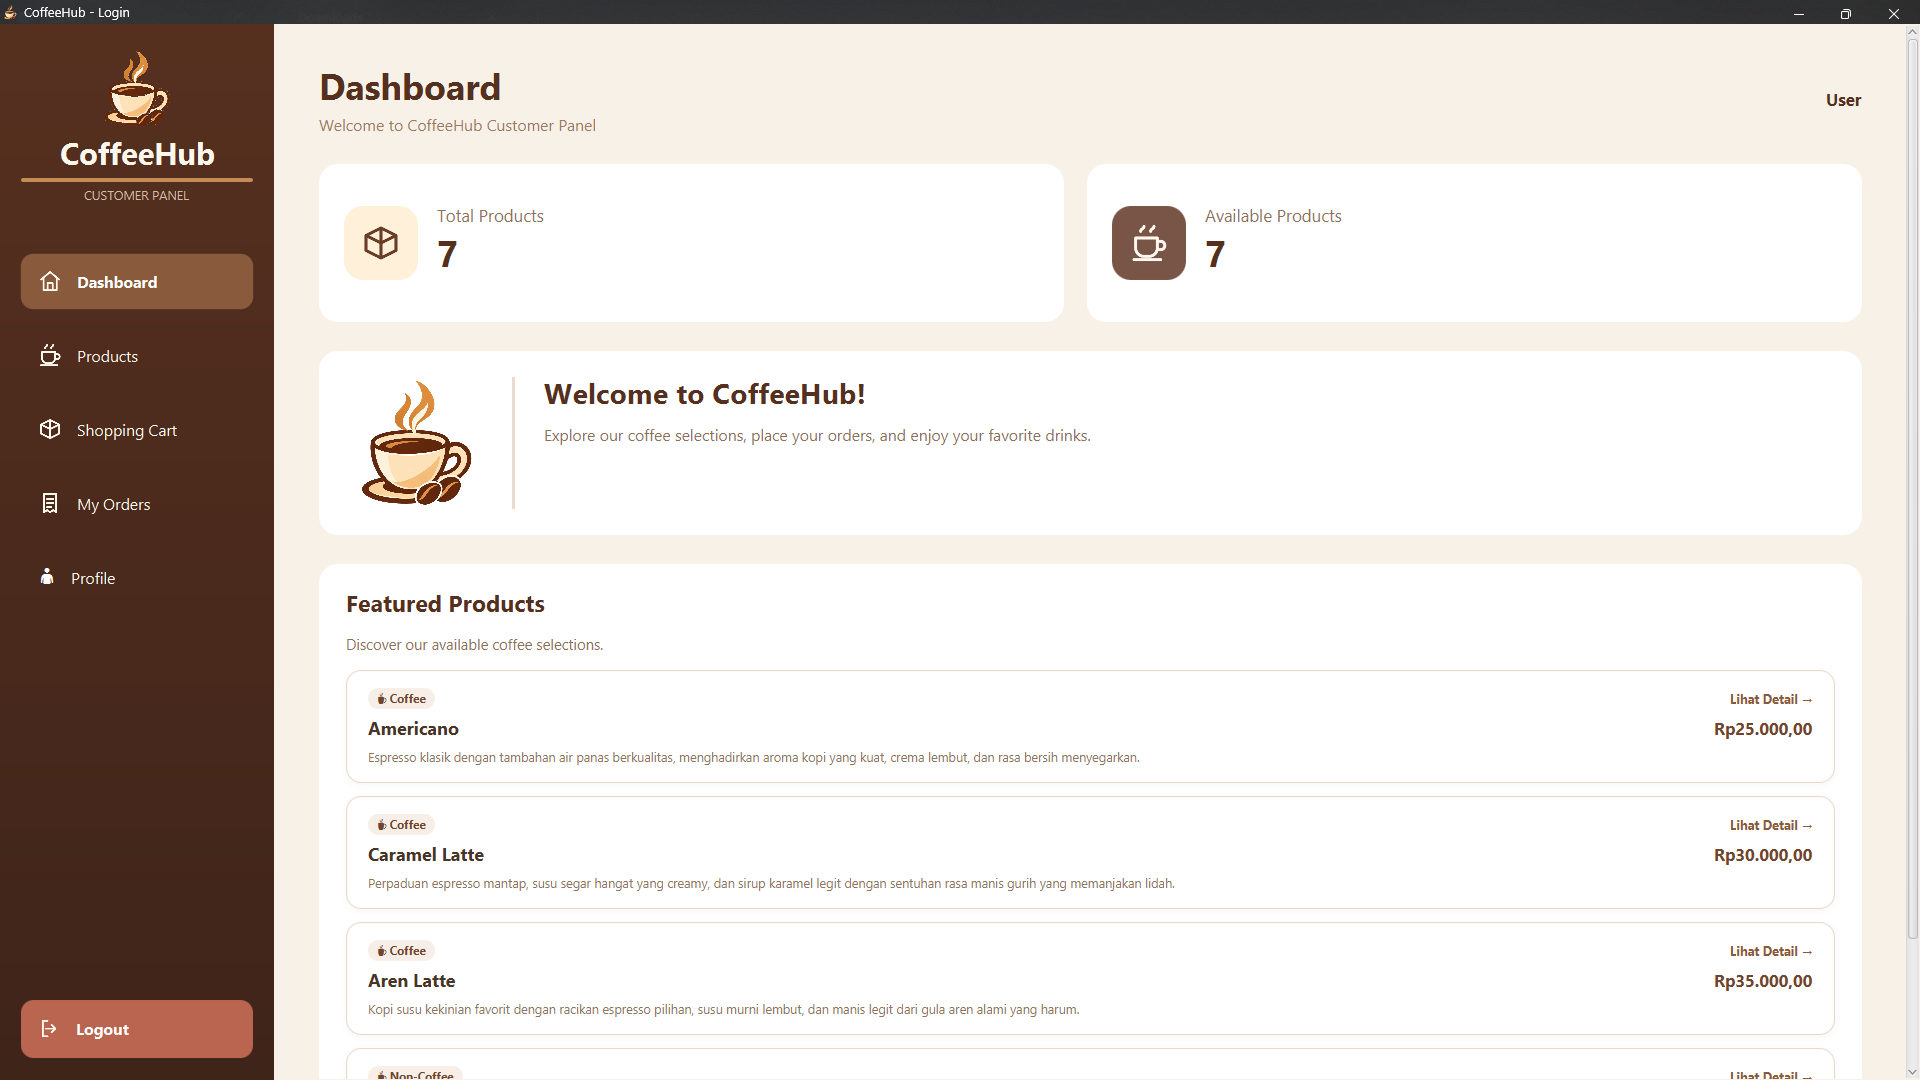 CoffeeHub - Login
CoffeeHub
CUSTOMER PANEL
Dashboard
Products
Shopping Cart
My Orders
Profile
Logout
Dashboard
Welcome to CoffeeHub Customer Panel
User
Total Products
7
Available Products
7
Welcome to CoffeeHub!
Explore our coffee selections, place your orders, and enjoy your favorite drinks.
Featured Products
Discover our available coffee selections.
Coffee
Lihat Detail →
Americano
Rp25.000,00
Espresso klasik dengan tambahan air panas berkualitas, menghadirkan aroma kopi yang kuat, crema lembut, dan rasa bersih menyegarkan.
Coffee
Lihat Detail →
Caramel Latte
Rp30.000,00
Perpaduan espresso mantap, susu segar hangat yang creamy, dan sirup karamel legit dengan sentuhan rasa manis gurih yang memanjakan lidah.
Coffee
Lihat Detail →
Aren Latte
Rp35.000,00
Kopi susu kekinian favorit dengan racikan espresso pilihan, susu murni lembut, dan manis legit dari gula aren alami yang harum.
Non-Coffee
Lihat Detail →